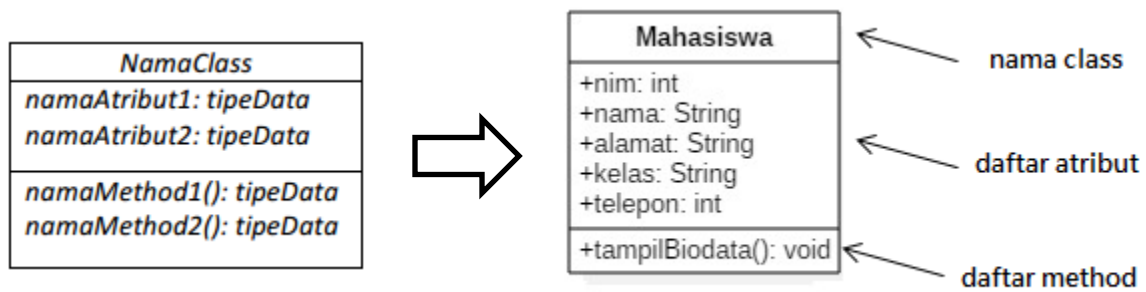 NamaClass
namaAtribut1: tipeData
namaAtribut2: tipeData
namaMethod1(): tipeData
namaMethod2(): tipeData
Mahasiswa
+nim: int
+nama: String
+alamat: String
+kelas: String
+telepon: int
+tampilBiodata(): void
nama class
daftar atribut
daftar method